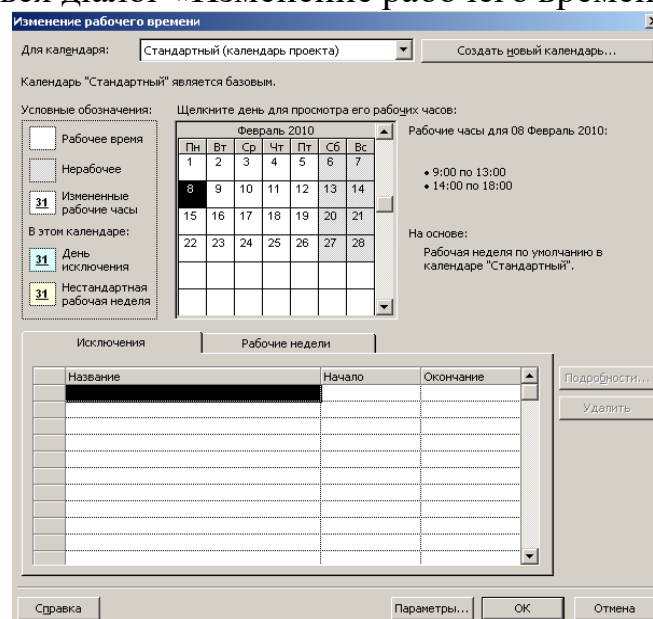 вся диалог «Изменение рабочего времен
Изменение рабочего времени
Для календаря: Стандартный (календарь проекта) Создать новый календарь...
Календарь "Стандартный" является базовым.
Условные обозначения: Щелкните день для просмотра его рабочих часов:
Рабочее время
Нерабочее
31 Измененные рабочие часы
В этом календаре:
31 День исключения
31 Нестандартная рабочая неделя
Февраль 2010
Пн Вт Ср Чт Пт Сб Вс
1 2 3 4 5 6 7
8 9 10 11 12 13 14
15 16 17 18 19 20 21
22 23 24 25 26 27 28
Рабочие часы для 08 Февраль 2010:
• 9:00 по 13:00
• 14:00 по 18:00
На основе:
Рабочая неделя по умолчанию в
календаре "Стандартный".
Исключения Рабочие недели
Название Начало Окончание
Подробности...
Удалить
Справка Параметры... ОК Отмена